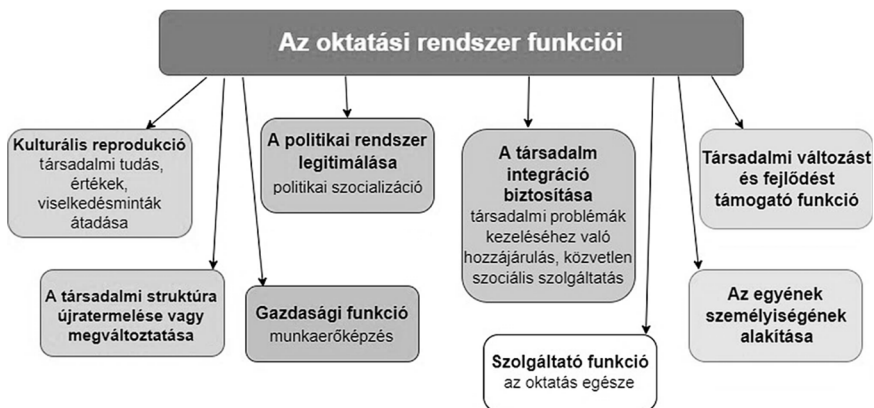 Az oktatási rendszer funkciói
Kulturális reprodukció
társadalmi tudás,
értékek,
viselkedésminták
átadása
A politikai rendszer
legitimálása
politikai szocializáció
A társadalm
integráció
biztosítása
társadalmi problémák
kezeléséhez való
hozzájárulás, közvetlen
szociális szolgáltatás
Társadalmi változást
és fejlődést
támogató funkció
A társadalmi struktúra
újratermelése vagy
megváltoztatása
Gazdasági funkció
munkaerőképzés
Szolgáltató funkció
az oktatás egésze
Az egyének
személyiségének
alakítása